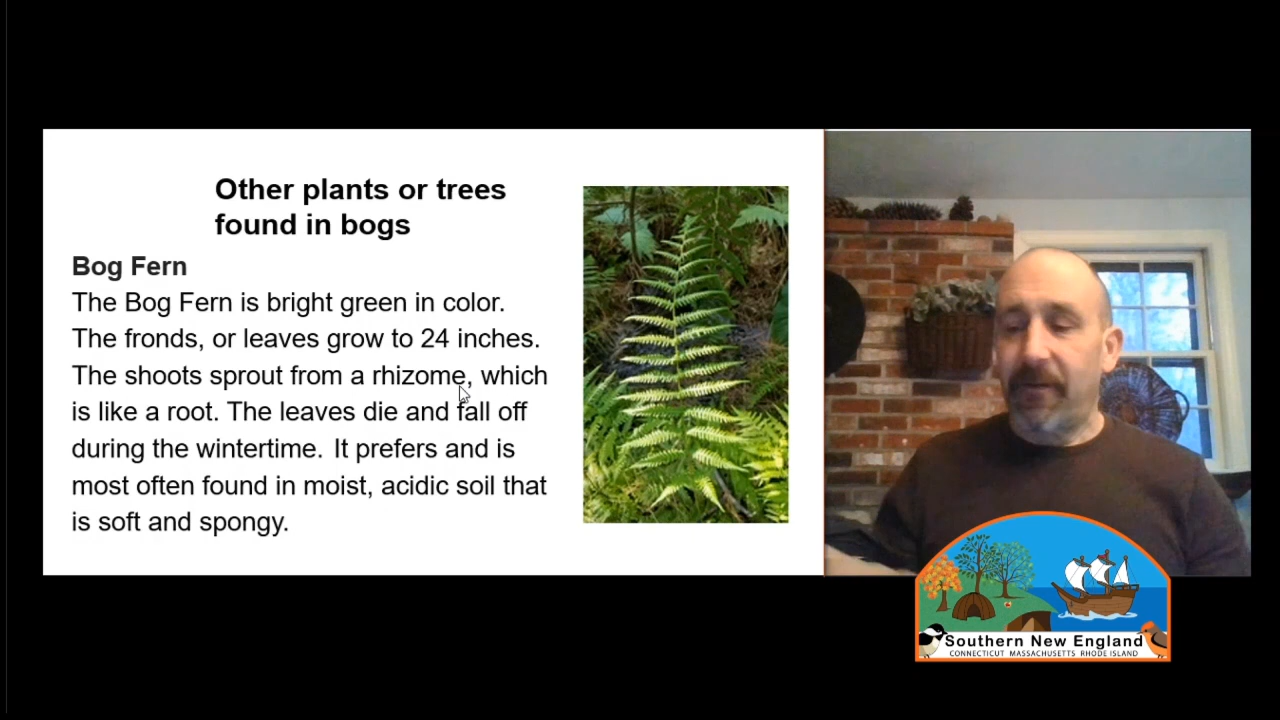 Other plants or trees
found in bogs
Bog Fern
The Bog Fern is bright green in color.
The fronds, or leaves grow to 24 inches.
The shoots sprout from a rhizome, which
is like a root. The leaves die and fall off
during the wintertime. It prefers and is
most often found in moist, acidic soil that
is soft and spongy.
Southern New England
CONNECTICUT MASSACHUSETTS RHODE ISLAND